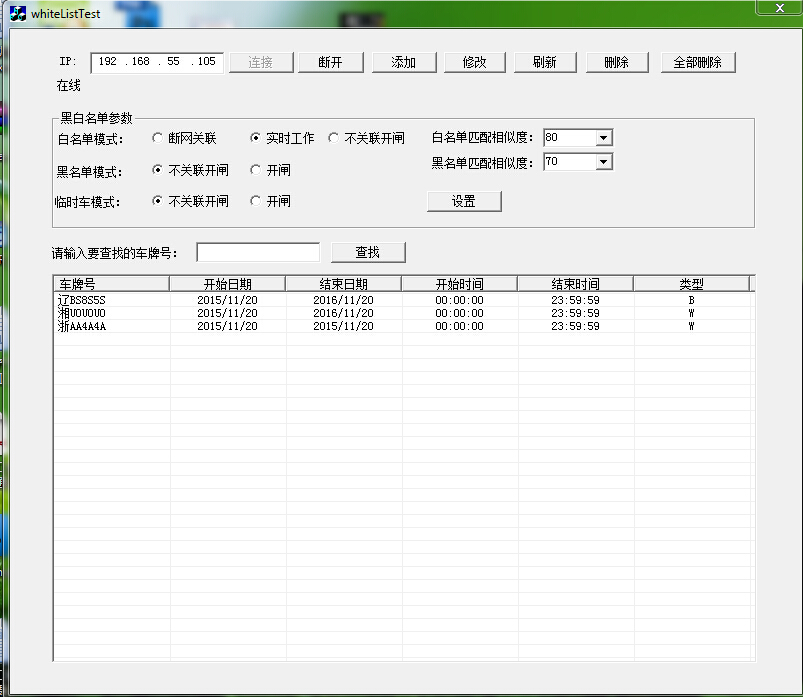 whiteListTest
IP: 192 .168 .55 .105 连接 断开 添加 修改 刷新 删除 全部删除
在线
黑白名单参数
白名单模式: 断网关联 实时工作 不关联开闸 白名单匹配相似度: 80
黑名单模式: 不关联开闸 开闸 黑名单匹配相似度: 70
临时车模式: 不关联开闸 开闸 设置
请输入要查找的车牌号: 查找
车牌号 开始日期 结束日期 开始时间 结束时间 类型
辽BS8S5S 2015/11/20 2016/11/20 00:00:00 23:59:59 B
湘U0U0U0 2015/11/20 2016/11/20 00:00:00 23:59:59 W
浙AA4A4A 2015/11/20 2015/11/20 00:00:00 23:59:59 W